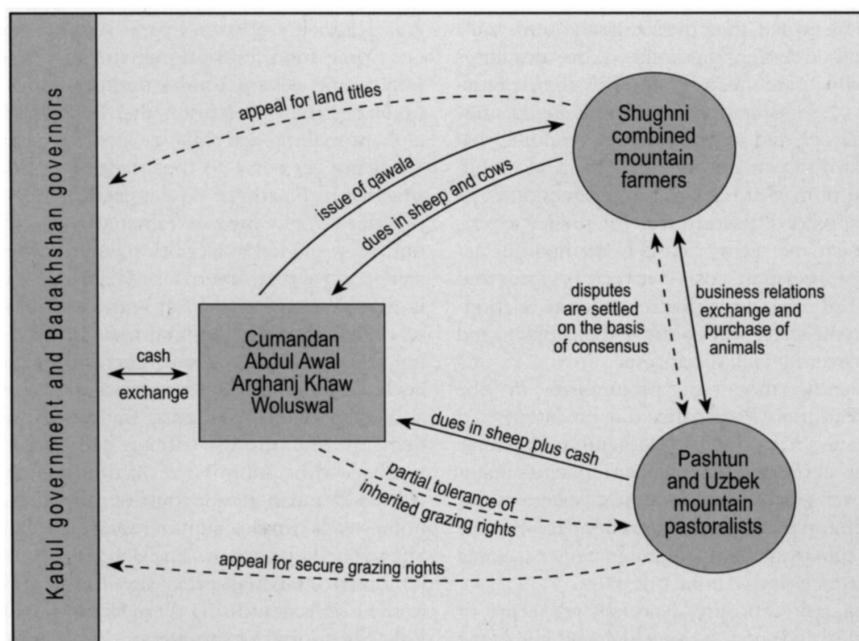 Kabul government and Badakhshan governors
appeal for land titles
Shughni
combined
mountain
farmers
issue of qawala
dues in sheep and cows
disputes
are settled
on the basis
of consensus
business relations
exchange and
purchase of
animals
cash
exchange
Cumandan
Abdul Awal
Arghanj Khaw
Woluswal
dues in sheep plus cash
partial tolerance of
inherited grazing rights
Pashtun
and Uzbek
mountain
pastoralists
appeal for secure grazing rights